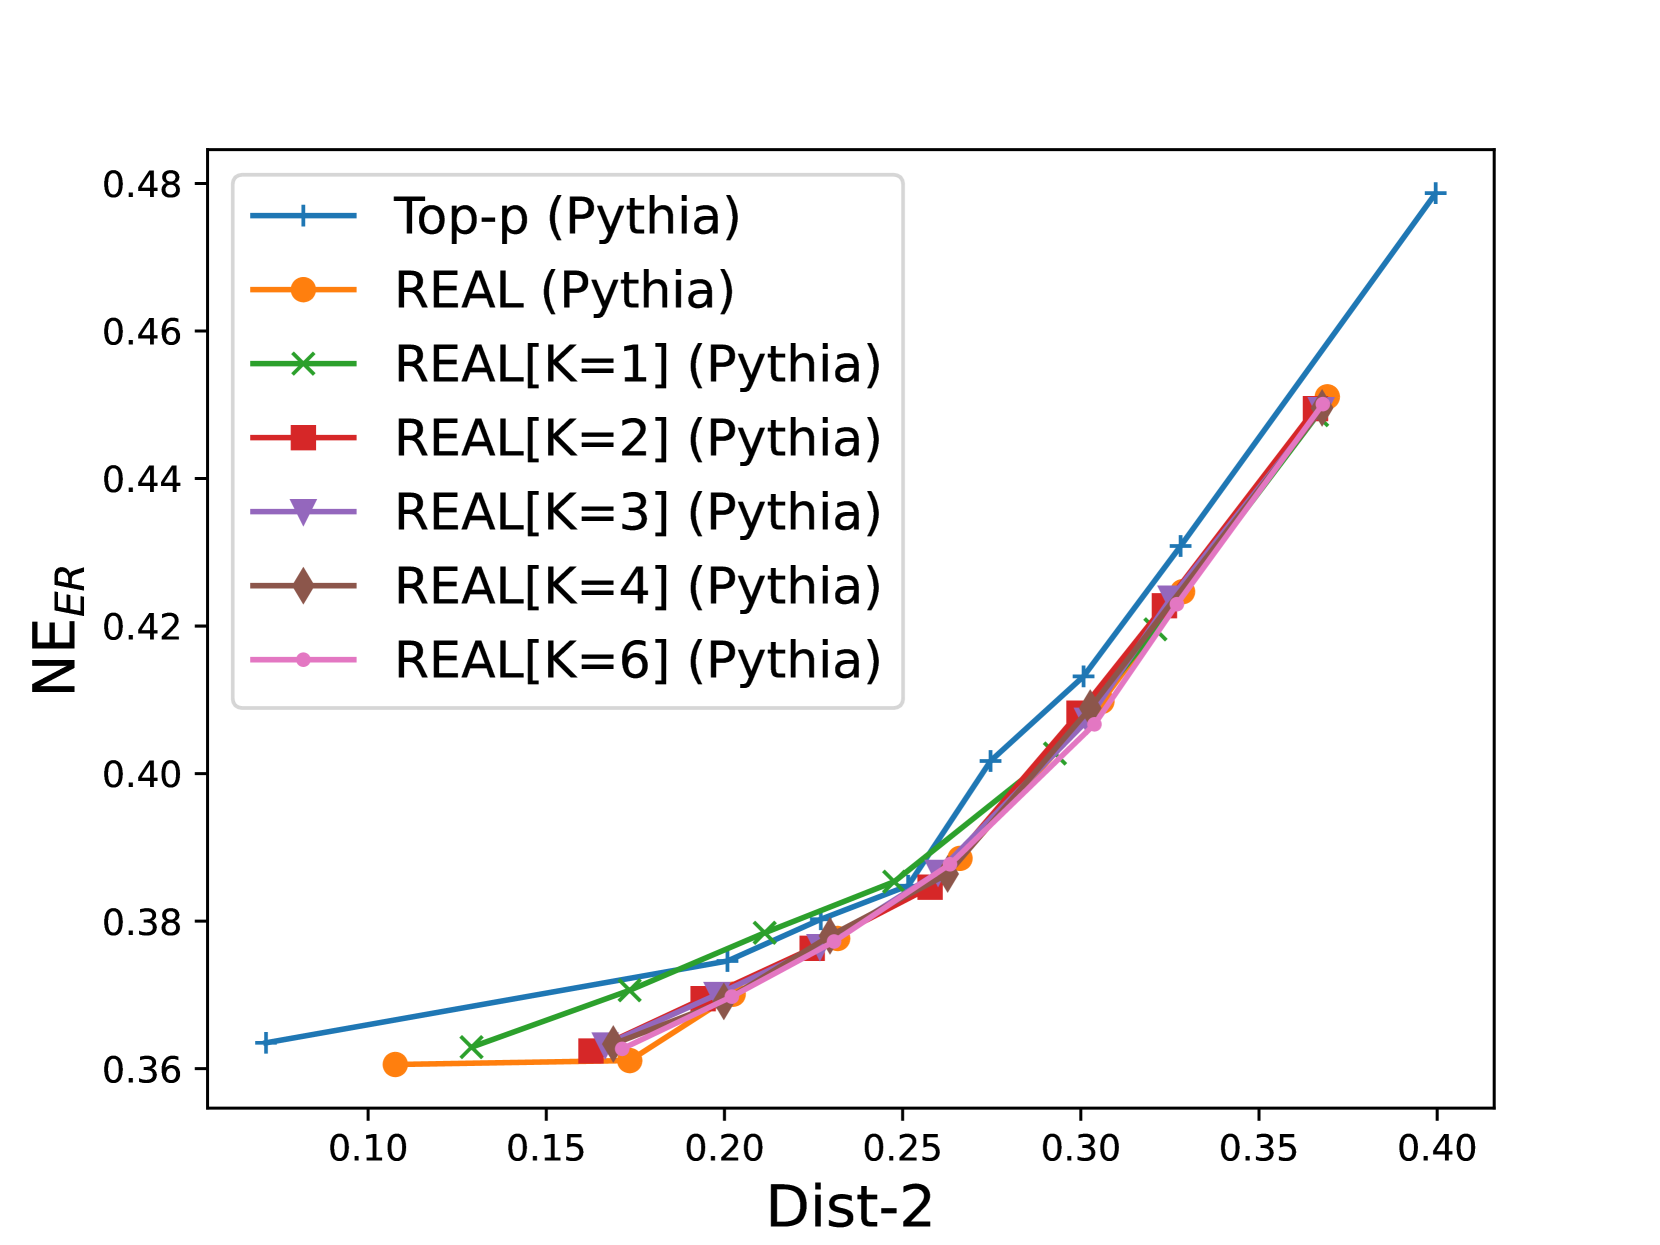 0.48
0.46
0.44
0.42
0.40
0.38
0.36
NE_ER
Top-p (Pythia)
REAL (Pythia)
REAL[K=1] (Pythia)
REAL[K=2] (Pythia)
REAL[K=3] (Pythia)
REAL[K=4] (Pythia)
REAL[K=6] (Pythia)
0.10 0.15 0.20 0.25 0.30 0.35 0.40
Dist-2